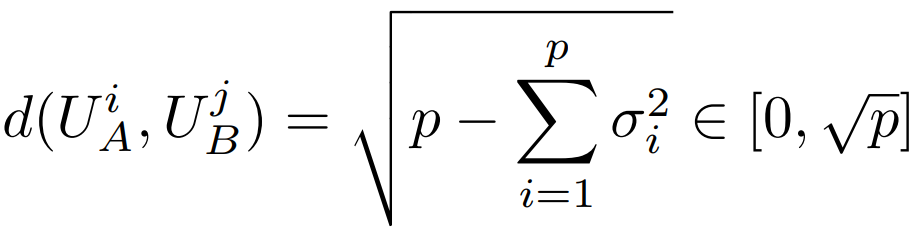 d(U_A^i, U_B^j) = \sqrt{p - \sum_{i=1}^{p} \sigma_i^2} \in [0, \sqrt{p}]